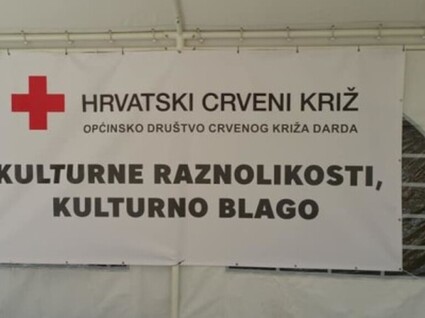 HRVATSKI CRVENI KRIŽ
OPĆINSKO DRUŠTVO CRVENOG KRIŽA DARDA
KULTURNE RAZNOLIKOSTI,
KULTURNO BLAGO